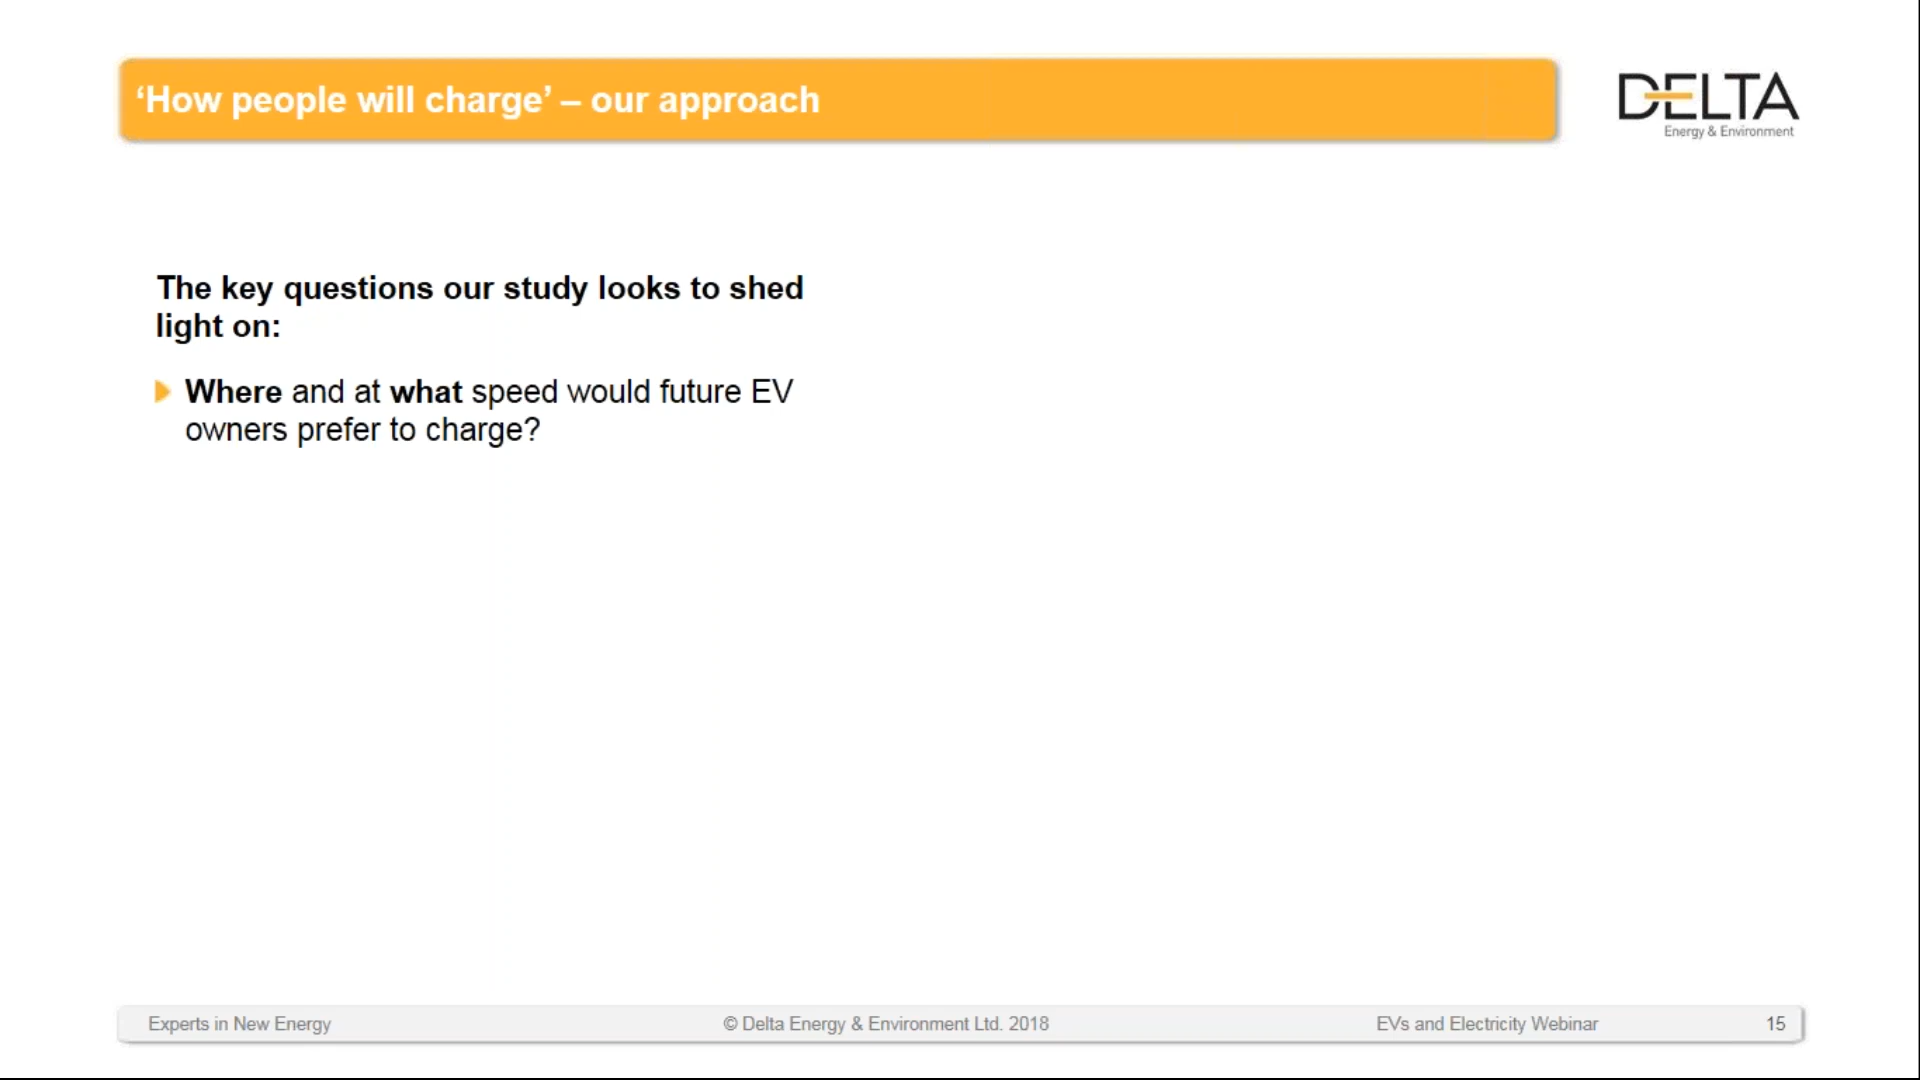 ‘How people will charge’ – our approach
DELTA
Energy & Environment
The key questions our study looks to shed
light on:
Where and at what speed would future EV
owners prefer to charge?
Experts in New Energy
© Delta Energy & Environment Ltd. 2018
EVs and Electricity Webinar
15